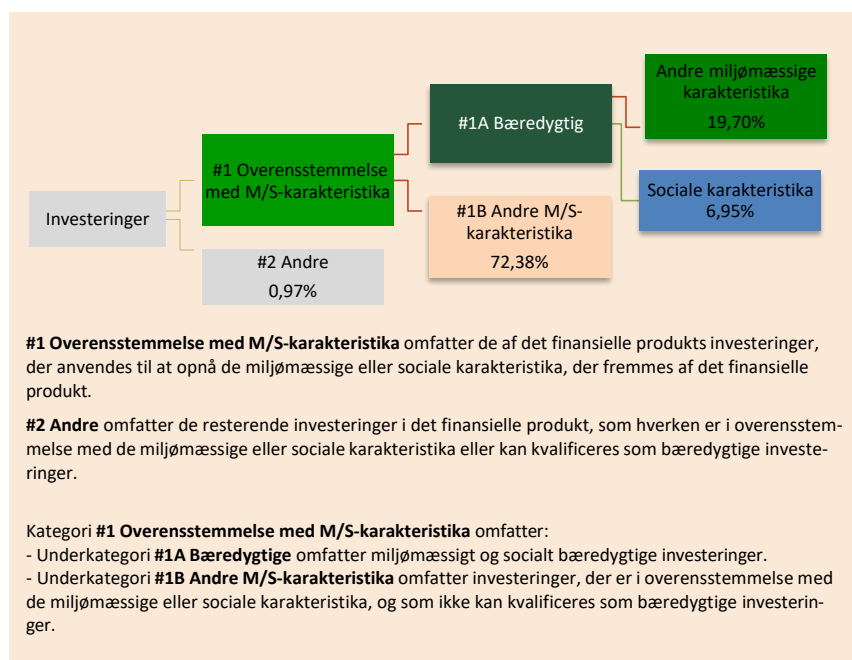 Andre miljømæssige
karakteristika
19,70%
#1A Bæredygtig
#1 Overensstemmelse
med M/S-karakteristika
Sociale karakteristika
6,95%
Investeringer
#1B Andre M/S-
karakteristika
72,38%
#2 Andre
0,97%
#1 Overensstemmelse med M/S-karakteristika omfatter de af det finansielle produkts investeringer,
der anvendes til at opnå de miljømæssige eller sociale karakteristika, der fremmes af det finansielle
produkt.
#2 Andre omfatter de resterende investeringer i det finansielle produkt, som hverken er i overensstem-
melse med de miljømæssige eller sociale karakteristika eller kan kvalificeres som bæredygtige investe-
ringer.
Kategori #1 Overensstemmelse med M/S-karakteristika omfatter:
- Underkategori #1A Bæredygtige omfatter miljømæssigt og socialt bæredygtige investeringer.
- Underkategori #1B Andre M/S-karakteristika omfatter investeringer, der er i overensstemmelse med
de miljømæssige eller sociale karakteristika, og som ikke kan kvalificeres som bæredygtige investerin-
ger.